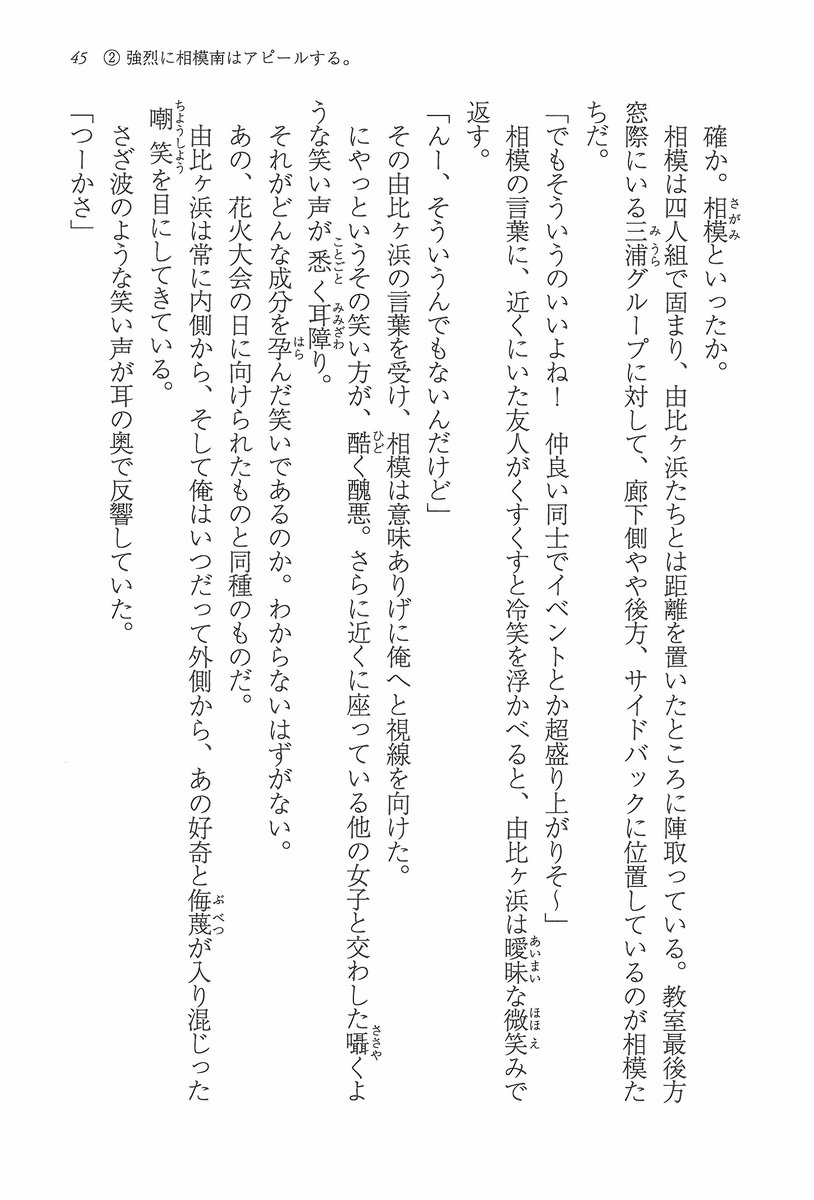 45 ② 強烈に相模南はアピールする。
確か。相模といったか。
相模は四人組で固まり、由比ヶ浜たちとは距離を置いたところに陣取っている。教室最後方
窓際にいる三浦グループに対して、廊下側やや後方、サイドバックに位置しているのが相模た
ちだ。
「でもそういうのいいよね！　仲良い同士でイベントとか超盛り上がりそ〜」
相模の言葉に、近くにいた友人がくすくすと冷笑を浮かべると、由比ヶ浜は曖昧な微笑みで
返す。
「んー、そういうんでもないんだけど」
その由比ヶ浜の言葉を受け、相模は意味ありげに俺へと視線を向けた。
にやっというその笑い方が、酷く醜悪。さらに近くに座っている他の女子と交わした囁くよ
うな笑い声が悉く耳障り。
それがどんな成分を孕んだ笑いであるのか。わからないはずがない。
あの、花火大会の日に向けられたものと同種のものだ。
由比ヶ浜は常に内側から、そして俺はいつだって外側から、あの好奇と侮蔑が入り混じった
嘲笑を目にしてきている。
さざ波のような笑い声が耳の奥で反響していた。
「つーかさ」